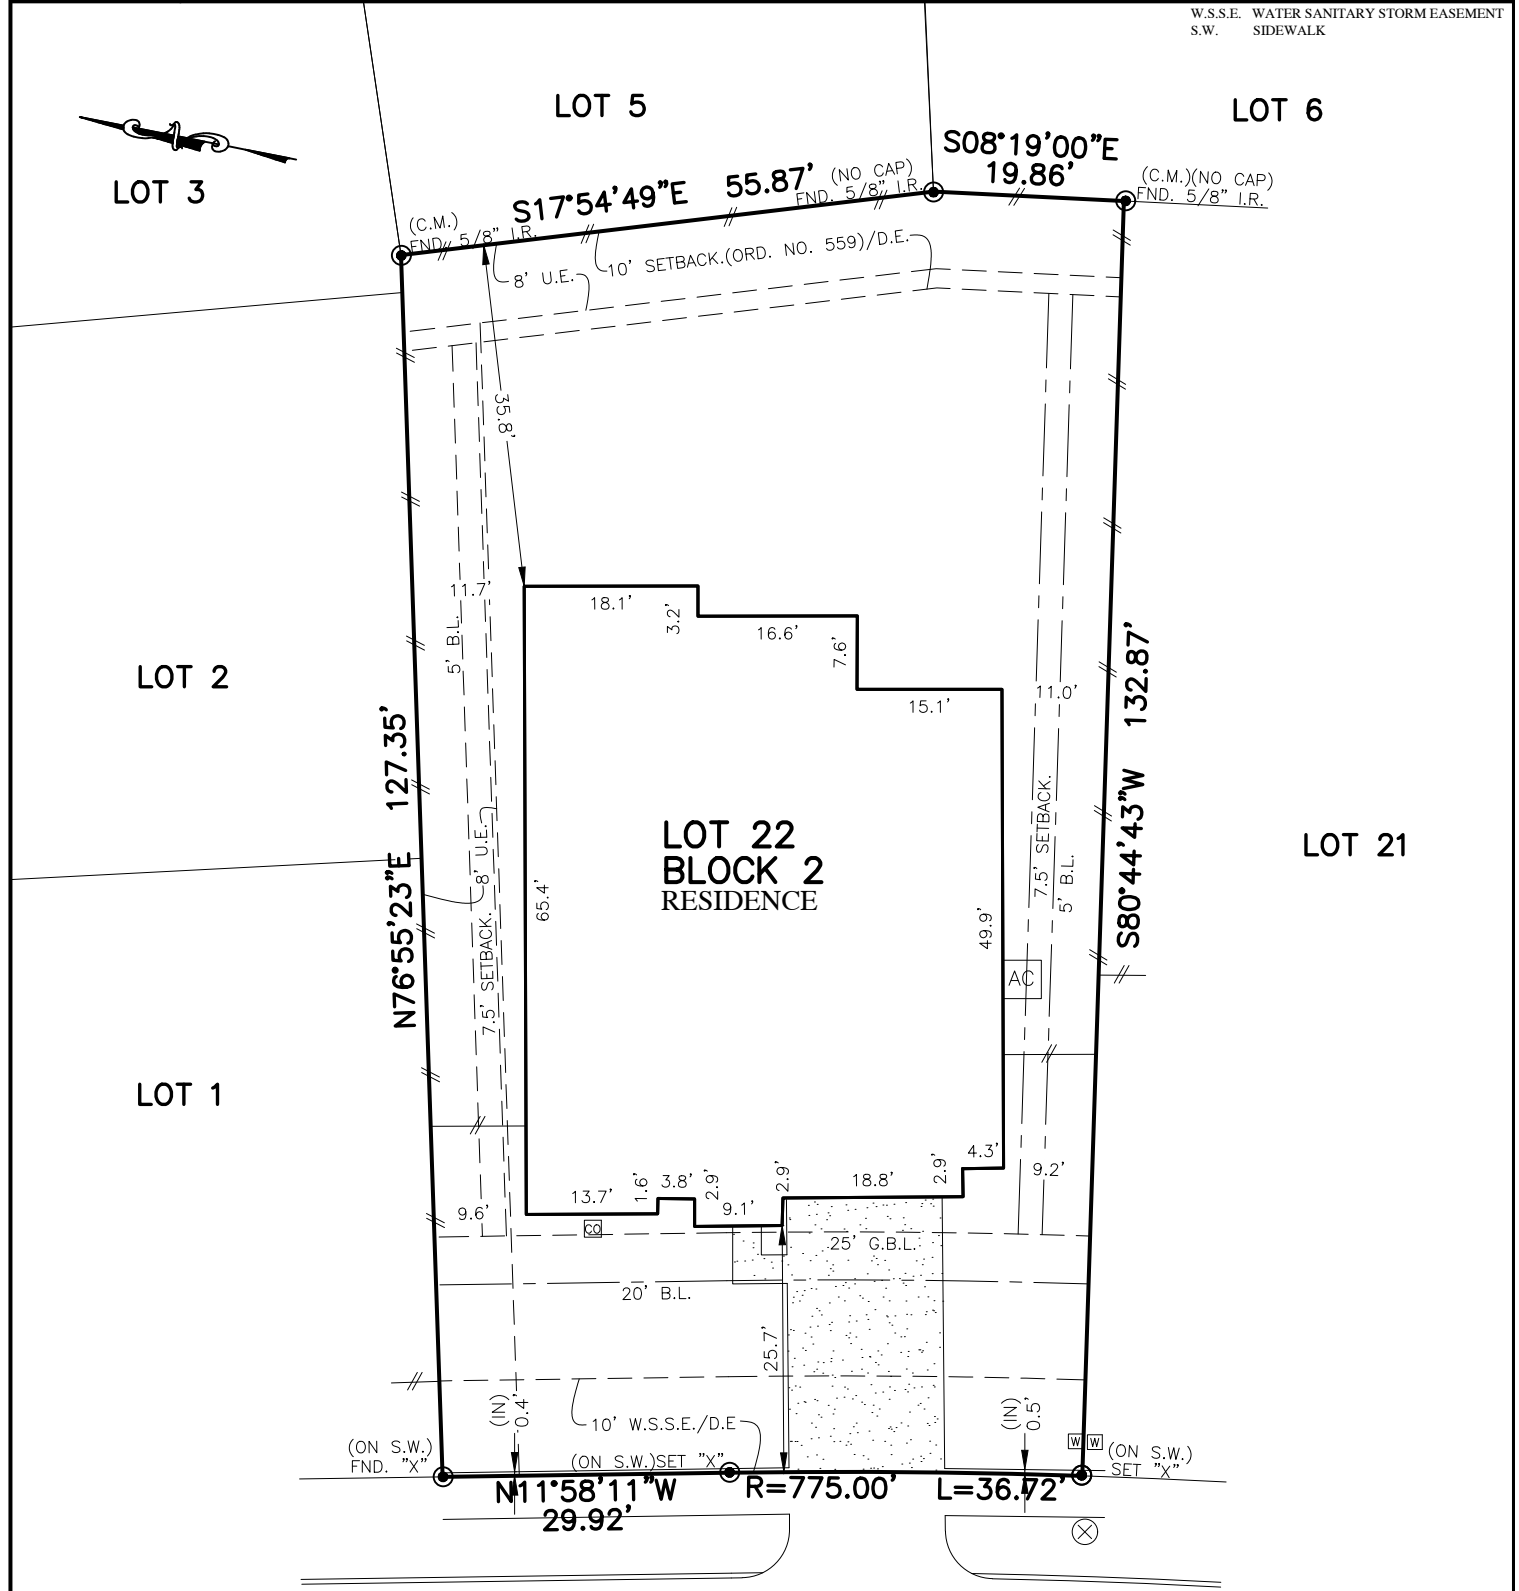 W.S.S.E. WATER SANITARY STORM EASEMENT
S.W. SIDEWALK
LOT 5
LOT 6
LOT 3
S08°19'00"E
19.86'
(C.M.)(NO CAP)
FND. 5/8" I.R.
S17°54'49"E 55.87'
(NO CAP)
FND. 5/8" I.R.
(C.M.)
FND. 5/8" I.R.
8' U.E.
10' SETBACK.(ORD. NO. 559)/D.E.
35.8'
11.7'
18.1'
3.2'
16.6'
7.6'
5' B.L.
LOT 2
15.1'
11.0'
S80°44'43"W 132.87'
N76°55'23"E 127.35'
LOT 22
BLOCK 2
RESIDENCE
LOT 21
65.4'
49.9'
7.5' SETBACK.
5' B.L.
8' U.E.
7.5' SETBACK.
AC
LOT 1
9.6'
13.7'
1.6'
3.8'
2.9'
9.1'
2.9'
18.8'
2.9'
4.3'
9.2'
CO
25' G.B.L.
20' B.L.
25.7'
(IN)
0.4'
10' W.S.S.E./D.E
(IN)
0.5'
W W
(ON S.W.)
FND. "X"
(ON S.W.)SET "X"
(ON S.W.)
SET "X"
N11°58'11"W
29.92'
R=775.00' L=36.72'